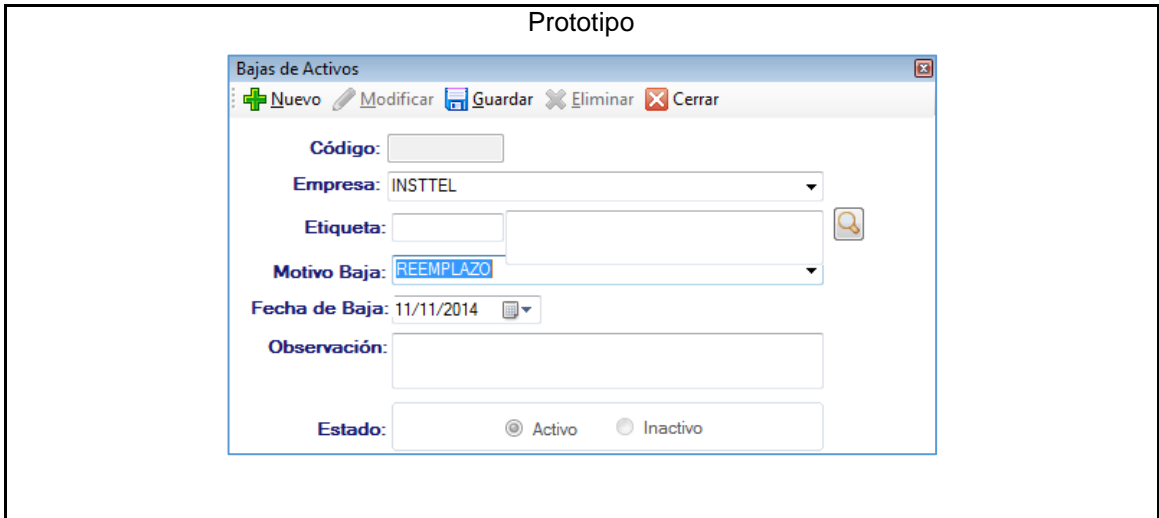 Prototipo
Bajas de Activos
Nuevo Modificar Guardar Eliminar Cerrar
Código:
Empresa: INSTTEL
Etiqueta:
Motivo Baja: REEMPLAZO
Fecha de Baja: 11/11/2014
Observación:
Estado: Activo Inactivo